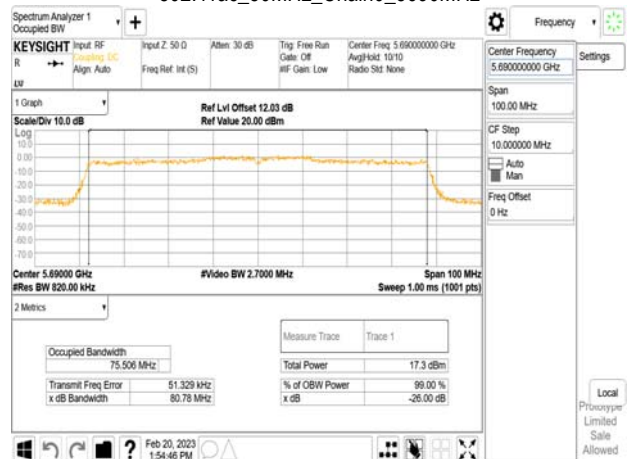 Spectrum Analyzer 1
Occupied BW
+
Frequency
KEYSIGHT
R
LXI
Input: RF
Coupling: DC
Align: Auto
Input Z: 50 Ω
Freq Ref: Int (S)
Atten: 30 dB
Trig: Free Run
Gate: Off
#IF Gain: Low
Center Freq: 5.690000000 GHz
Avg|Hold: 10/10
Radio Std: None
Center Frequency
5.690000000 GHz
Settings
Span
100.00 MHz
CF Step
10.000000 MHz
Auto
Man
Freq Offset
0 Hz
1 Graph
Scale/Div 10.0 dB
Ref Lvl Offset 12.03 dB
Ref Value 20.00 dBm
Log
10.0
0.00
-10.0
-20.0
-30.0
-40.0
-50.0
-60.0
-70.0
Center 5.69000 GHz
#Res BW 820.00 kHz
#Video BW 2.7000 MHz
Span 100 MHz
Sweep 1.00 ms (1001 pts)
2 Metrics
Measure Trace Trace 1
Occupied Bandwidth
75.506 MHz
Total Power 17.3 dBm
Transmit Freq Error 51.329 kHz
% of OBW Power 99.00 %
x dB Bandwidth 80.78 MHz
x dB -26.00 dB
Local
Prototype
Limited
Sale
Allowed
?
Feb 20, 2023
1:54:46 PM